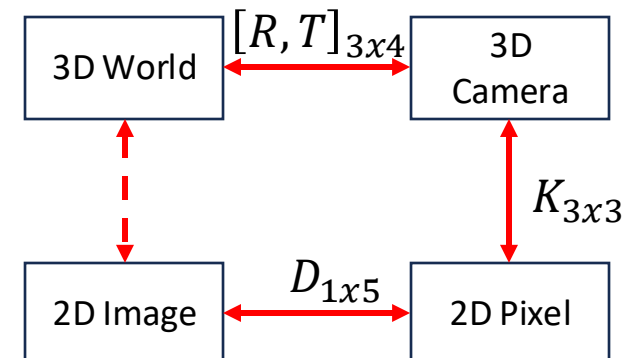 3D World
[R, T]3x4
3D
Camera
K3x3
2D Image
D1x5
2D Pixel